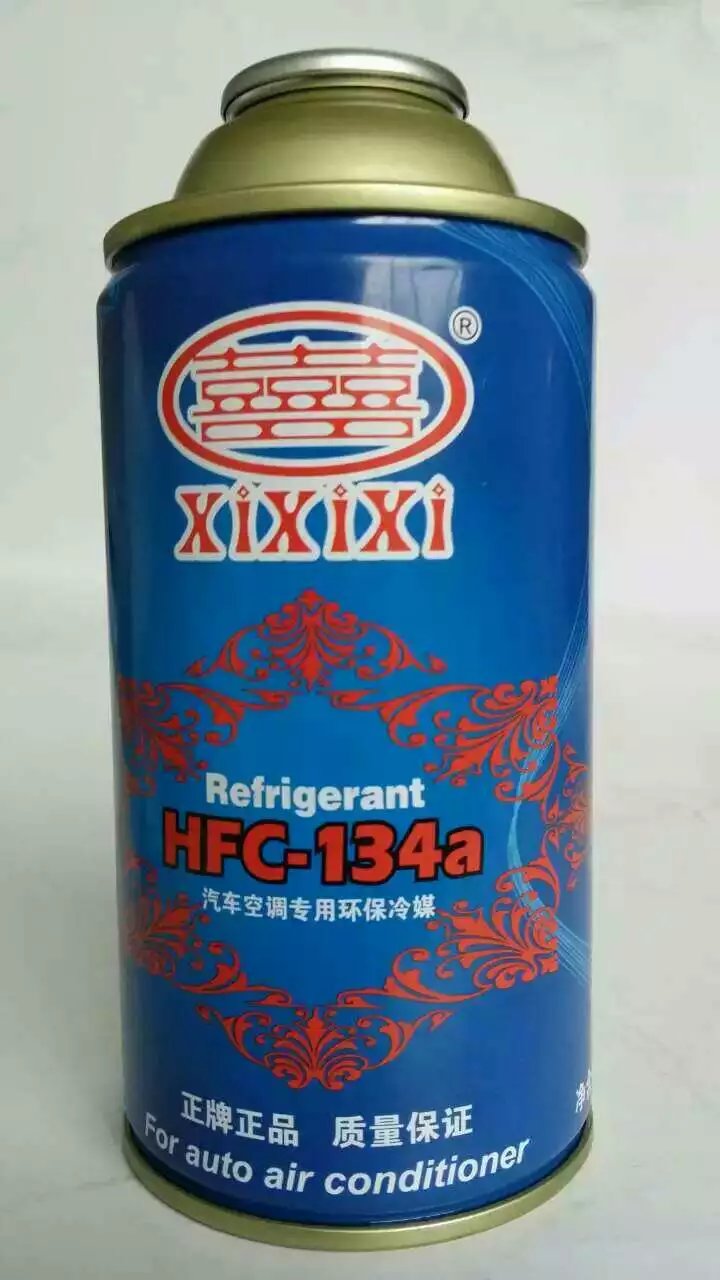 ®
囍
XiXiXi
Refrigerant
HFC-134a
汽车空调专用环保冷媒
正牌正品 质量保证
净
For auto air conditioner